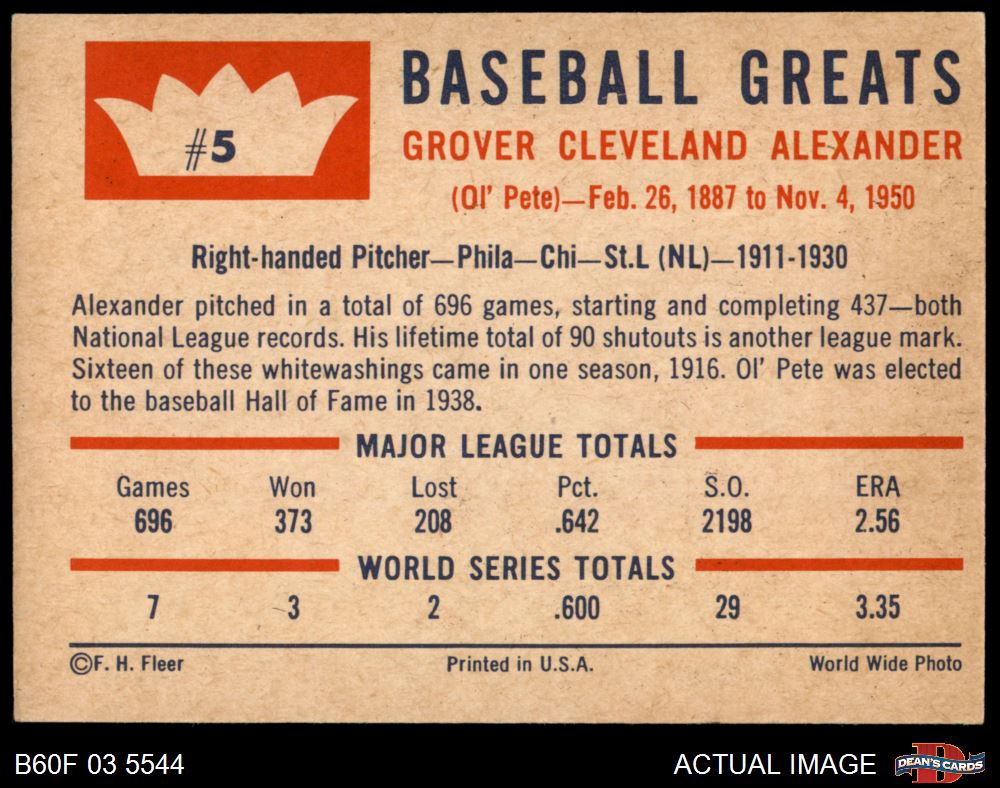 #5
BASEBALL GREATS
GROVER CLEVELAND ALEXANDER
(Ol' Pete)—Feb. 26, 1887 to Nov. 4, 1950
Right-handed Pitcher—Phila—Chi—St.L (NL)—1911-1930
Alexander pitched in a total of 696 games, starting and completing 437—both
National League records. His lifetime total of 90 shutouts is another league mark.
Sixteen of these whitewashings came in one season, 1916. Ol' Pete was elected
to the baseball Hall of Fame in 1938.
MAJOR LEAGUE TOTALS
Games Won Lost Pct. S.O. ERA
696 373 208 .642 2198 2.56
WORLD SERIES TOTALS
7 3 2 .600 29 3.35
©F. H. Fleer Printed in U.S.A. World Wide Photo
B60F 03 5544 ACTUAL IMAGE D DEAN'S CARDS